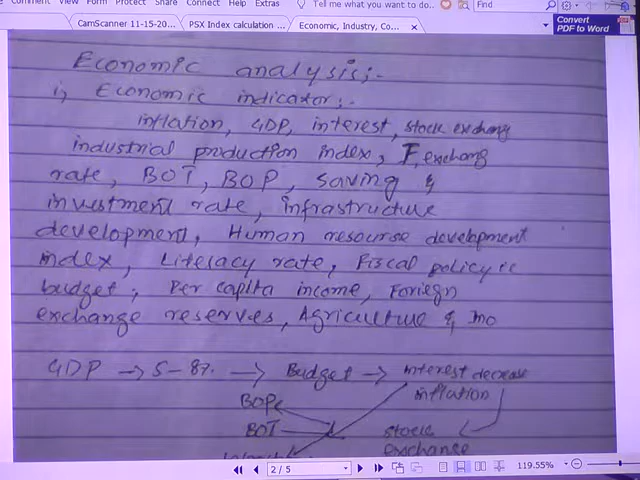 Comment View Form Protect Share Connect Help Extras Tell me what you want to do.. Find
CamScanner 11-15-20... PSX Index calculation ... Economic, Industry, Co... ×
Convert
PDF to Word
Economic analysis;-
i, Economic indicator:-
inflation, GDP, interest, stock exchang
industrial production index, F, exchang
rate, BOT, BOP, saving &
investment rate, infrastructure
development, Human resourse development
index, Literacy rate, Fiscal policy ie
budget, Per capita income, Foriegn
exchange reserves, Agriculture & Ino
GDP → 5-8%. → Budget → interest decrease
inflation
BOP
BOT stock
exchange
2 / 5 119.55%